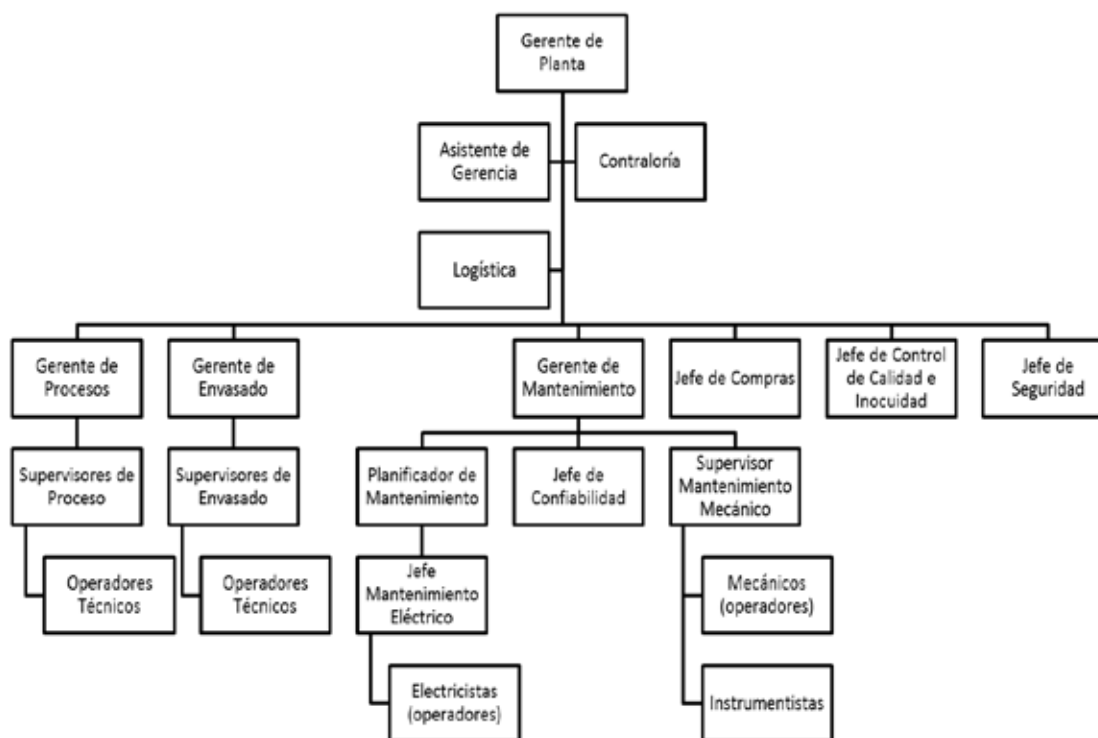 Gerente de
Planta
Asistente de
Gerencia
Contraloría
Logística
Gerente de
Procesos
Gerente de
Envasado
Gerente de
Mantenimiento
Jefe de Compras
Jefe de Control
de Calidad e
Inocuidad
Jefe de
Seguridad
Supervisores de
Proceso
Supervisores de
Envasado
Planificador de
Mantenimiento
Jefe de
Confiabilidad
Supervisor
Mantenimiento
Mecánico
Operadores
Técnicos
Operadores
Técnicos
Jefe
Mantenimiento
Eléctrico
Mecánicos
(operadores)
Electricistas
(operadores)
Instrumentistas